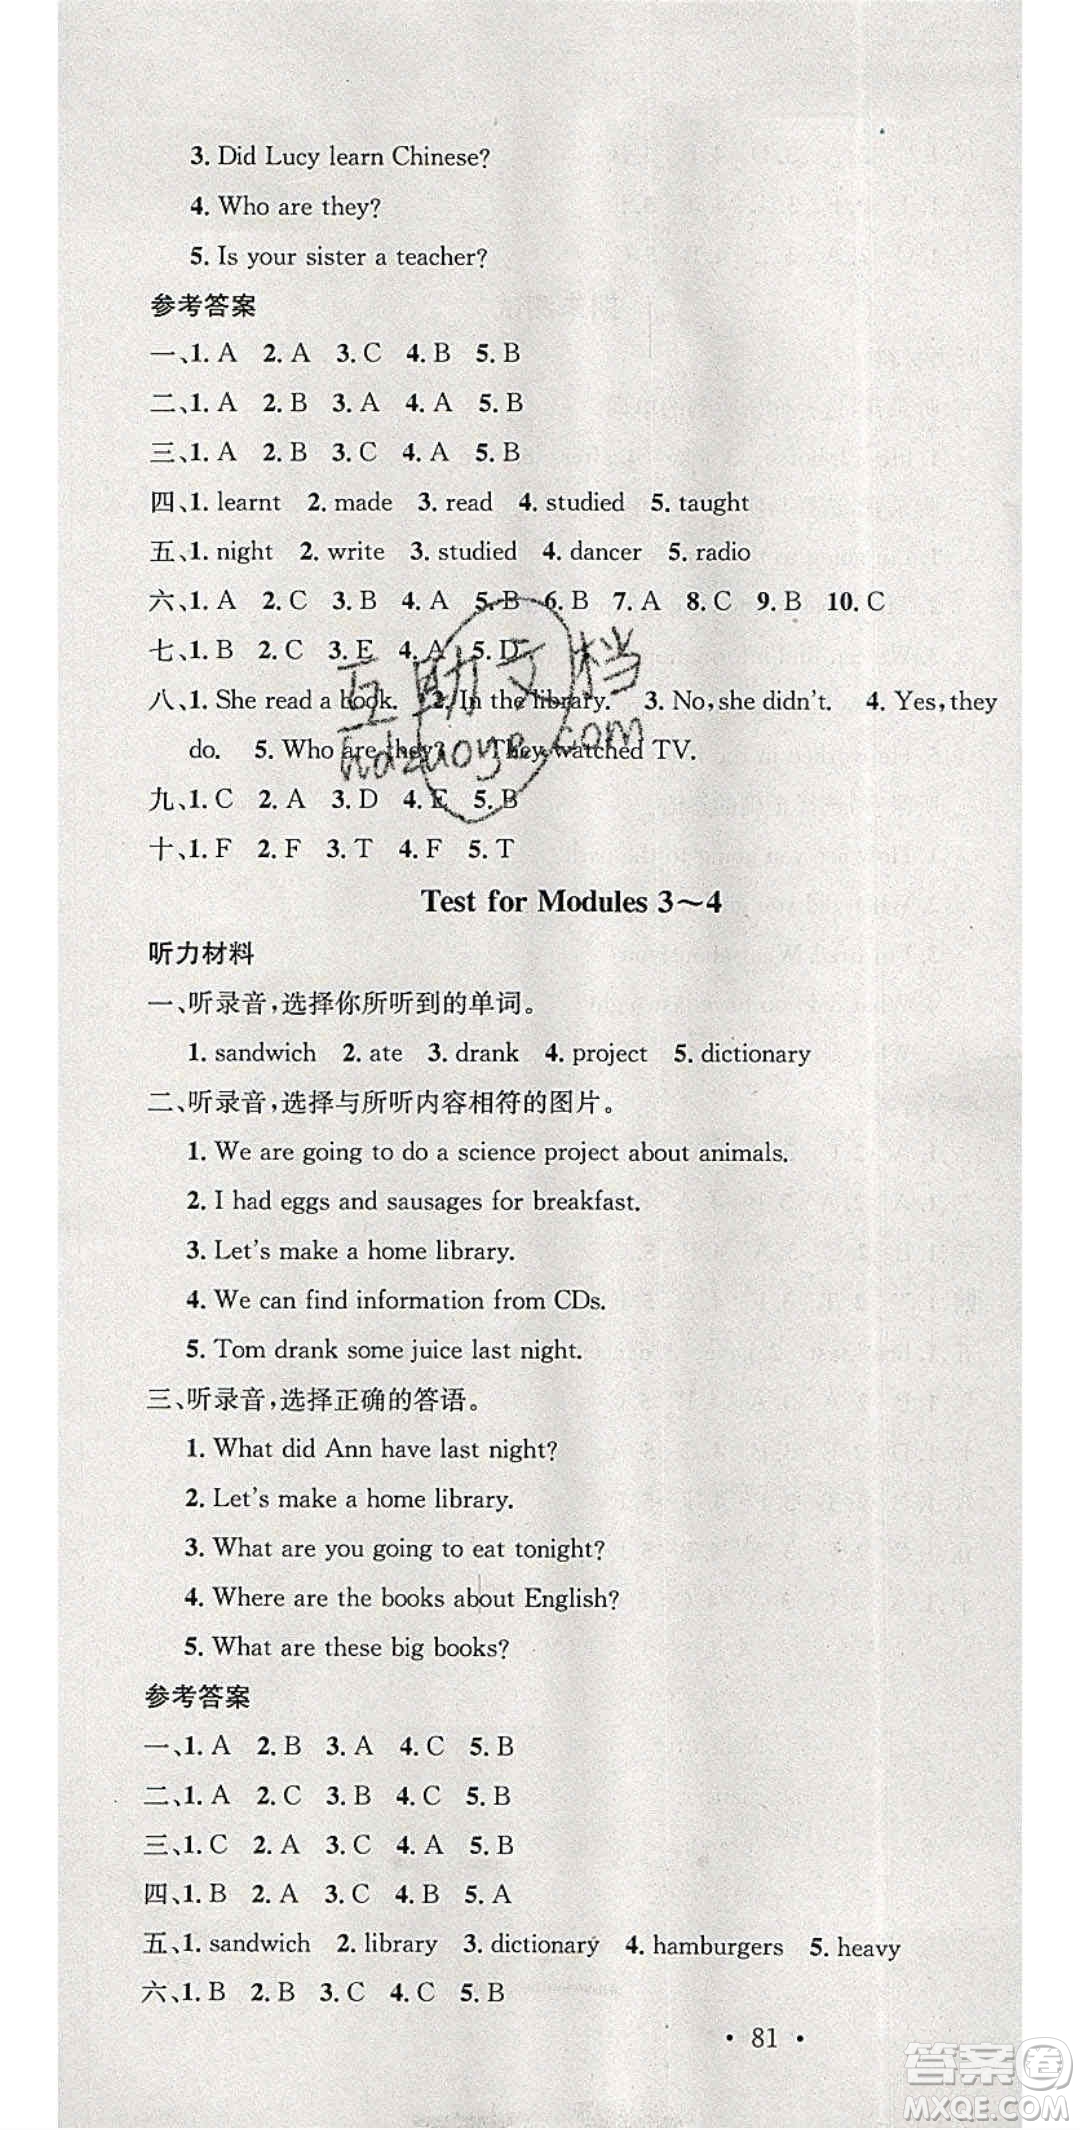 3. Did Lucy learn Chinese?
4. Who are they?
5. Is your sister a teacher?
参考答案
一、1. A 2. A 3. C 4. B 5. B
二、1. A 2. B 3. A 4. A 5. B
三、1. A 2. B 3. C 4. A 5. B
四、1. learnt 2. made 3. read 4. studied 5. taught
五、1. night 2. write 3. studied 4. dancer 5. radio
六、1. A 2. C 3. B 4. A 5. B 6. B 7. A 8. C 9. B 10. C
七、1. B 2. C 3. E 4. A 5. D
八、1. She read a book. 2. In the library. 3. No, she didn't. 4. Yes, they
do. 5. Who are they? They watched TV.
九、1. C 2. A 3. D 4. E 5. B
十、1. F 2. F 3. T 4. F 5. T
互助文档
hdzuoye.com
Test for Modules 3～4
听力材料
一、听录音,选择你所听到的单词。
1. sandwich 2. ate 3. drank 4. project 5. dictionary
二、听录音,选择与所听内容相符的图片。
1. We are going to do a science project about animals.
2. I had eggs and sausages for breakfast.
3. Let's make a home library.
4. We can find information from CDs.
5. Tom drank some juice last night.
三、听录音,选择正确的答语。
1. What did Ann have last night?
2. Let's make a home library.
3. What are you going to eat tonight?
4. Where are the books about English?
5. What are these big books?
参考答案
一、1. A 2. B 3. A 4. C 5. B
二、1. A 2. C 3. B 4. C 5. B
三、1. C 2. A 3. C 4. A 5. B
四、1. B 2. A 3. C 4. B 5. A
五、1. sandwich 2. library 3. dictionary 4. hamburgers 5. heavy
六、1. B 2. B 3. C 4. C 5. B
• 81 •
答案圈
MXQE.COM